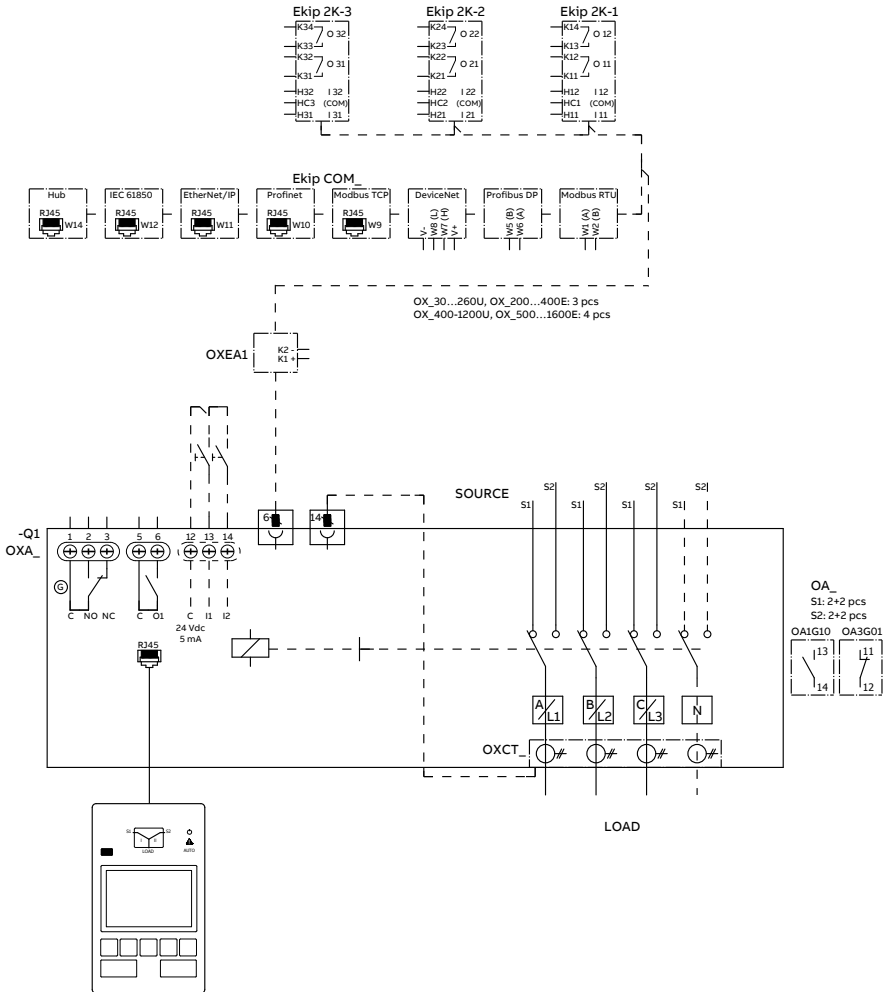 Ekip 2K-3 Ekip 2K-2 Ekip 2K-1
K34 O 32
K33
K32 O 31
K31
H32 I 32
HC3 (COM)
H31 I 31
K24 O 22
K23
K22 O 21
K21
H22 I 22
HC2 (COM)
H21 I 21
K14 O 12
K13
K12 O 11
K11
H12 I 12
HC1 (COM)
H11 I 11
Ekip COM_
Hub
RJ45
W14
IEC 61850
RJ45
W12
EtherNet/IP
RJ45
W11
Profinet
RJ45
W10
Modbus TCP
RJ45
W9
DeviceNet
V-
W8 (L)
W7 (H)
V+
Profibus DP
W5 (B)
W6 (A)
Modbus RTU
W1 (A)
W2 (B)
OX_30...260U, OX_200...400E: 3 pcs
OX_400-1200U, OX_500...1600E: 4 pcs
OXEA1
K2 -
K1 +
SOURCE
S1 S2 S1 S2 S1 S2 S1 S2
-Q1
OXA_
1 2 3 5 6 12 13 14
6
14
G
C NO NC C O1 C I1 I2
24 Vdc
5 mA
RJ45
OA_
S1: 2+2 pcs
S2: 2+2 pcs
OA1G10 OA3G01
13
14
11
12
A L1
B L2
C L3
N
OXCT_
LOAD
S1 S2
I II
LOAD
AUTO